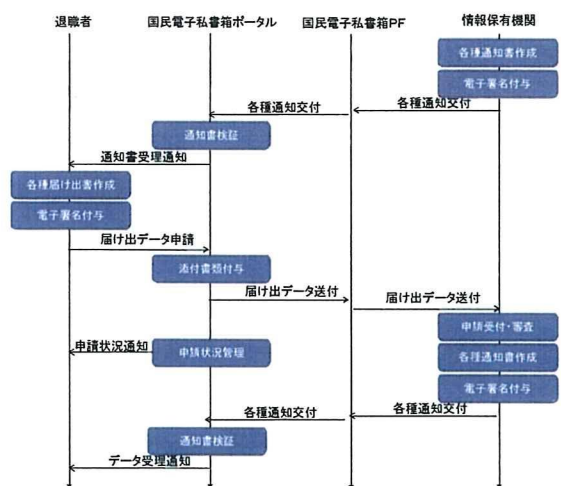 退職者
国民電子私書箱ポータル
国民電子私書箱PF
情報保有機関
各種通知書作成
電子署名付与
各種通知交付
各種通知交付
通知書検証
通知書受理通知
各種届け出書作成
電子署名付与
届け出データ申請
添付書類付与
届け出データ送付
届け出データ送付
申請受付・審査
申請状況通知
申請状況管理
各種通知書作成
電子署名付与
各種通知交付
各種通知交付
通知書検証
データ受理通知